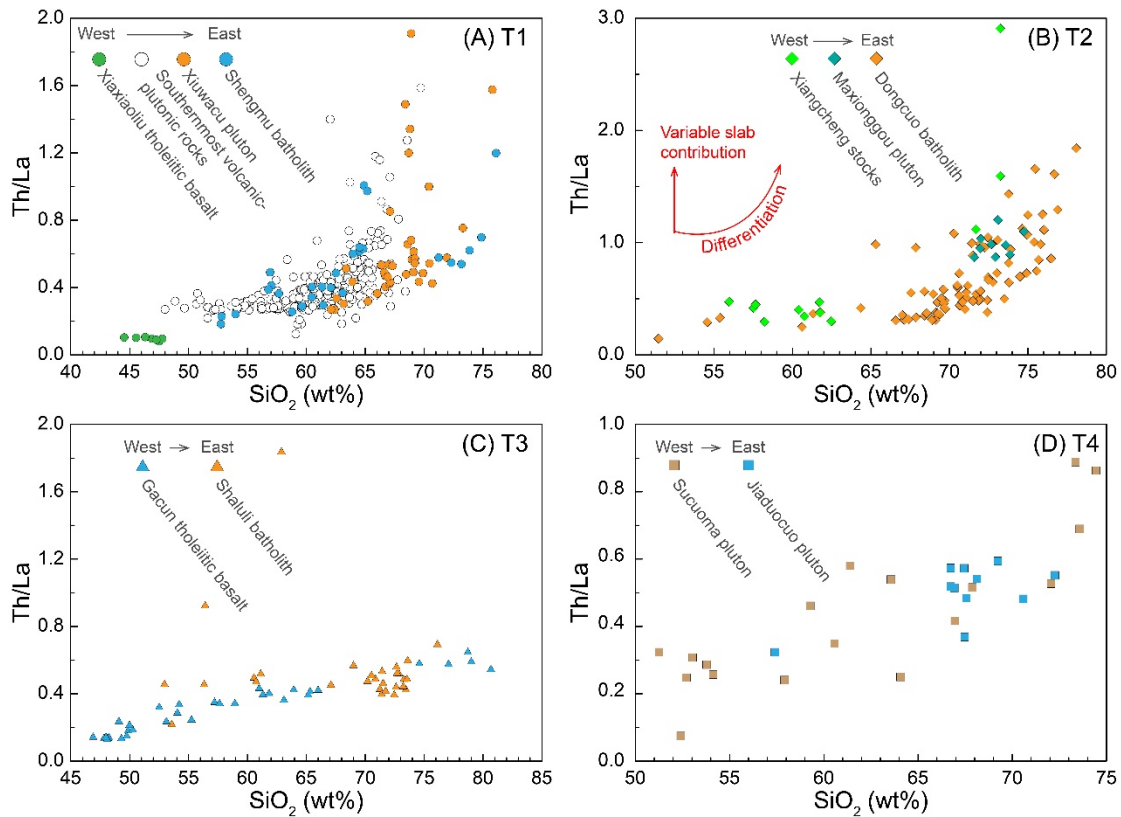 (A) T1
West East
Xiaxiaoliu tholeiitic basalt
Southernmost volcanic-
plutonic rocks
Xiuwacu pluton
Shengmu batholith
Th/La
2.0
1.6
1.2
0.8
0.4
0.0
40 45 50 55 60 65 70 75 80
SiO2 (wt%)
(B) T2
West East
Xiangcheng stocks
Maxionggou pluton
Dongcuo batholith
Variable slab
contribution
Differentiation
Th/La
3.0
2.0
1.0
0.0
50 55 60 65 70 75 80
SiO2 (wt%)
(C) T3
West East
Gacun tholeiitic basalt
Shaluli batholith
Th/La
2.0
1.6
1.2
0.8
0.4
0.0
45 50 55 60 65 70 75 80 85
SiO2 (wt%)
(D) T4
West East
Sucuoma pluton
Jiaduocuo pluton
Th/La
1.0
0.8
0.6
0.4
0.2
0.0
50 55 60 65 70 75
SiO2 (wt%)